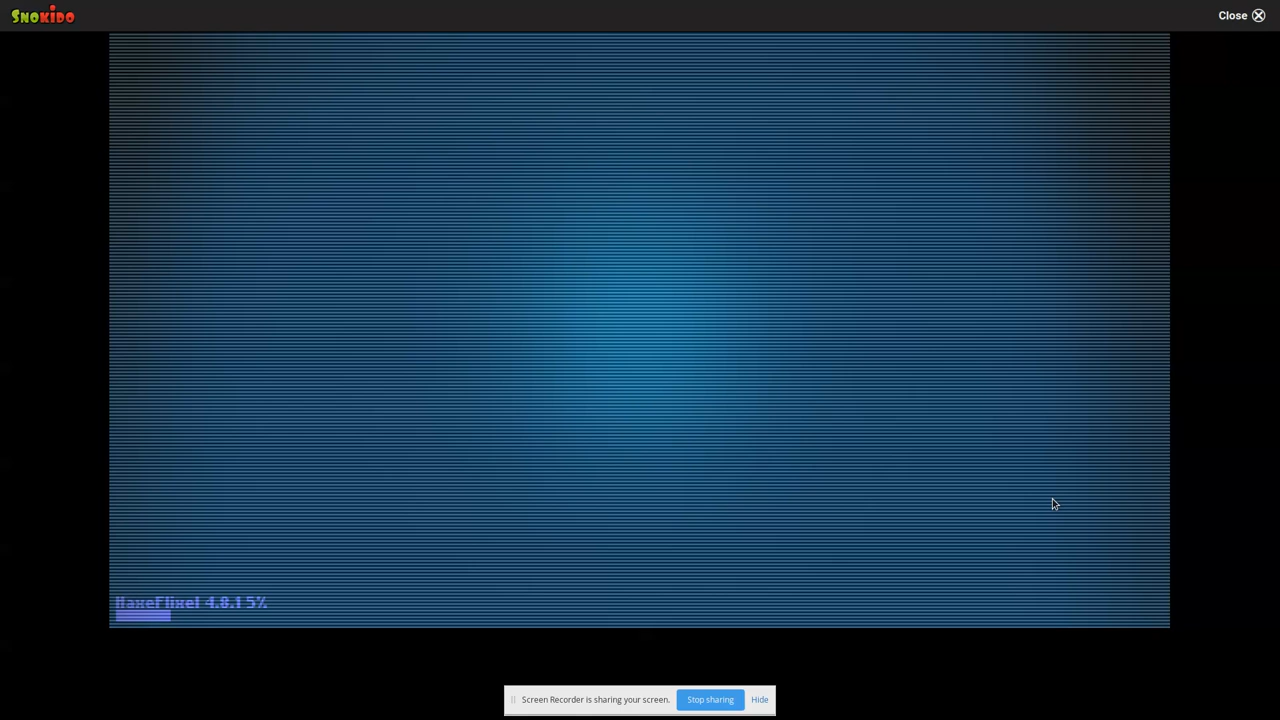 SNOKIDO
Close
HaxeFlixel 4.8.1 5%
Screen Recorder is sharing your screen.
Stop sharing
Hide